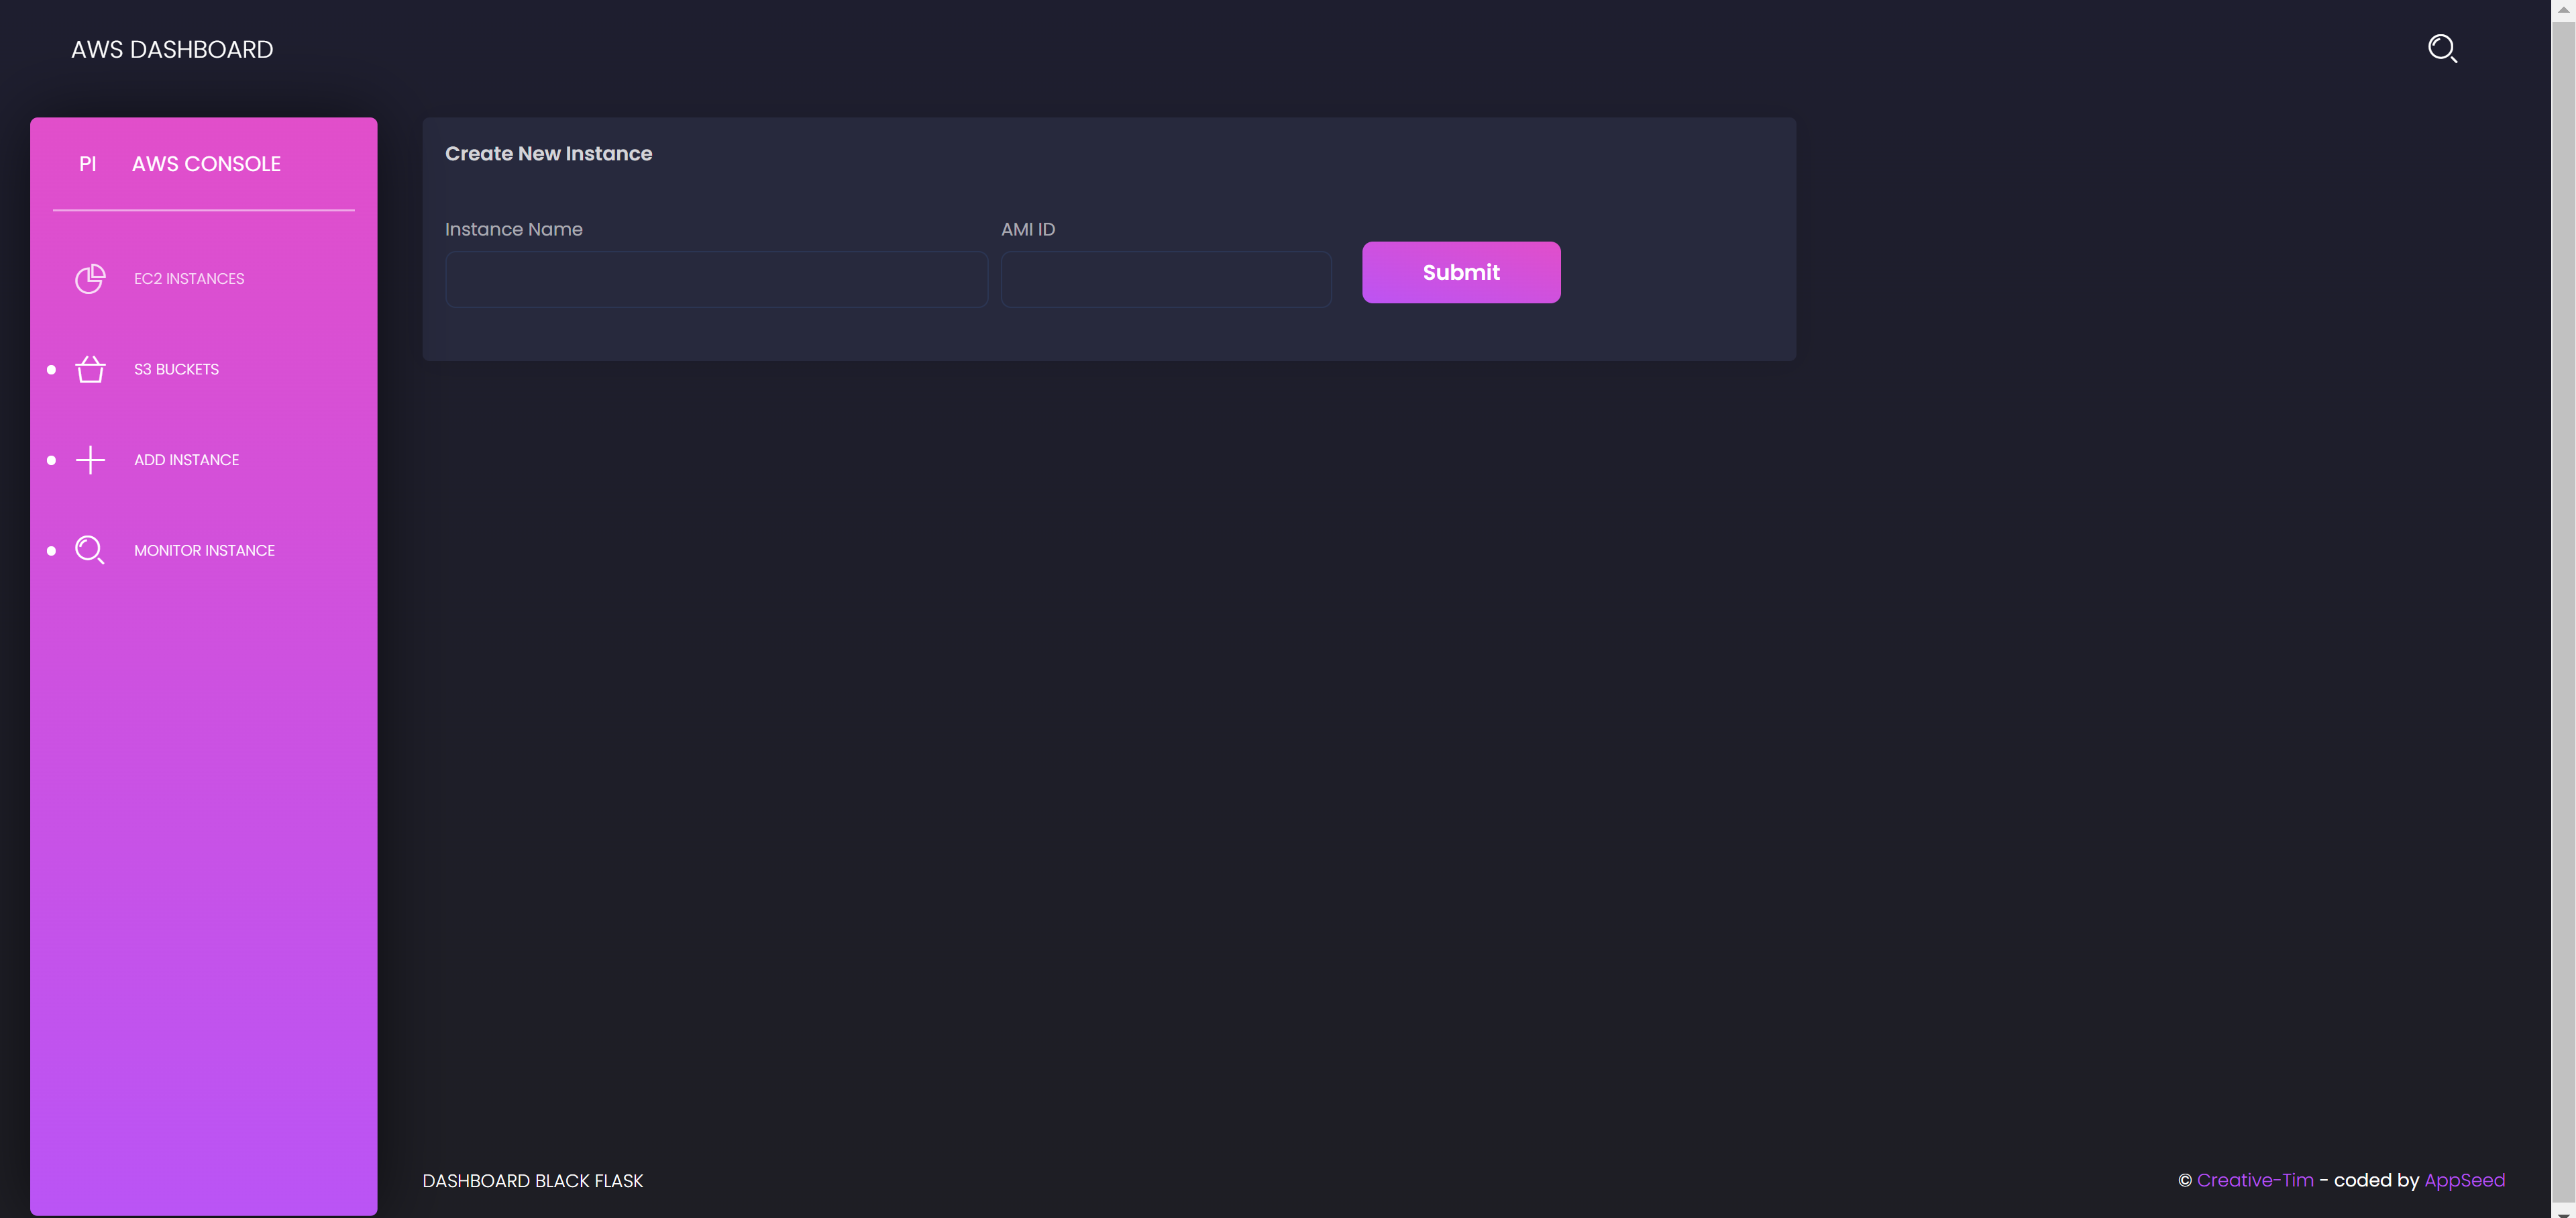 AWS DASHBOARD
PI AWS CONSOLE
EC2 INSTANCES
S3 BUCKETS
ADD INSTANCE
MONITOR INSTANCE
Create New Instance
Instance Name
AMI ID
Submit
DASHBOARD BLACK FLASK
© Creative-Tim - coded by AppSeed